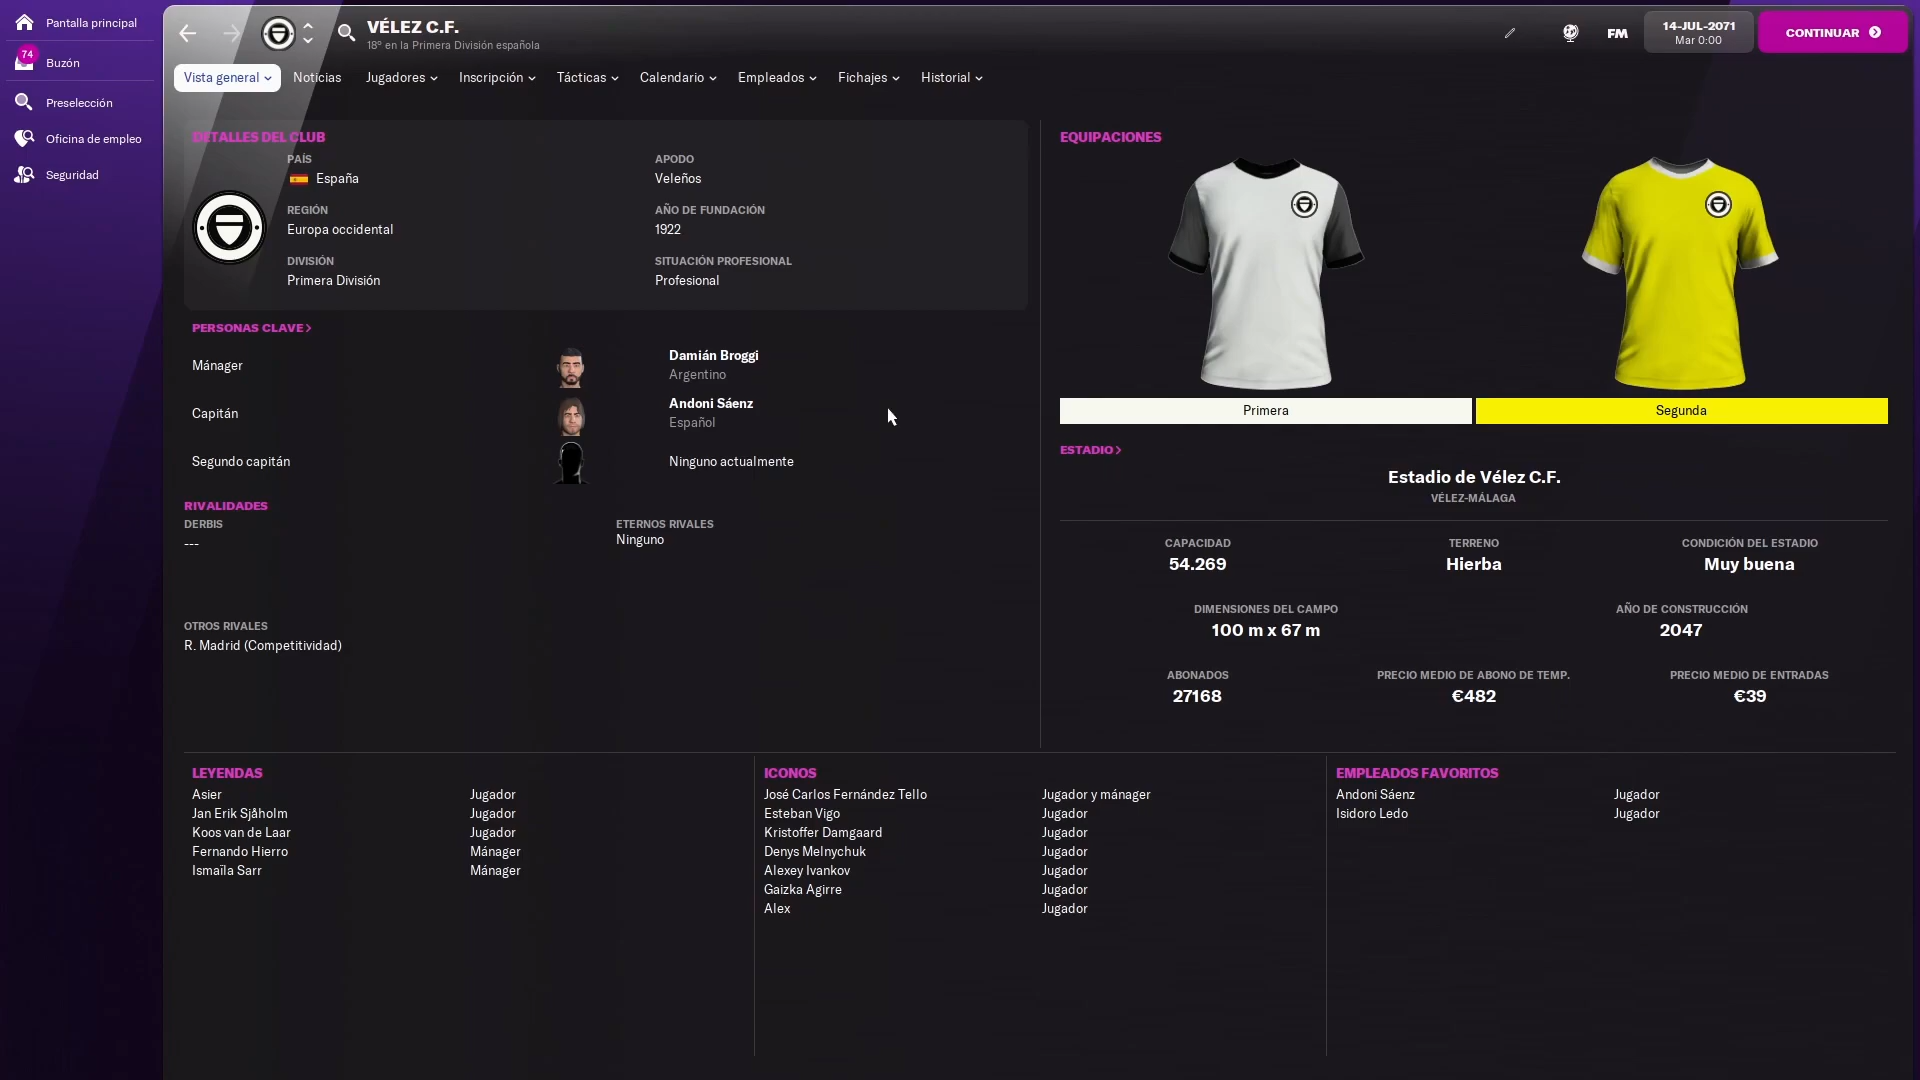 Pantalla principal
74
Buzón
Preselección
Oficina de empleo
Seguridad
VÉLEZ C.F.
18º en la Primera División española
FM
14-JUL-2071
Mar 0:00
CONTINUAR
Vista general
Noticias
Jugadores
Inscripción
Tácticas
Calendario
Empleados
Fichajes
Historial
DETALLES DEL CLUB
PAÍS
España
APODO
Veleños
REGIÓN
Europa occidental
AÑO DE FUNDACIÓN
1922
DIVISIÓN
Primera División
SITUACIÓN PROFESIONAL
Profesional
PERSONAS CLAVE
Mánager
Damián Broggi
Argentino
Capitán
Andoni Sáenz
Español
Segundo capitán
Ninguno actualmente
RIVALIDADES
DERBIS
---
ETERNOS RIVALES
Ninguno
OTROS RIVALES
R. Madrid (Competitividad)
EQUIPACIONES
Primera
Segunda
ESTADIO
Estadio de Vélez C.F.
VÉLEZ-MÁLAGA
CAPACIDAD
54.269
TERRENO
Hierba
CONDICIÓN DEL ESTADIO
Muy buena
DIMENSIONES DEL CAMPO
100 m x 67 m
AÑO DE CONSTRUCCIÓN
2047
ABONADOS
27168
PRECIO MEDIO DE ABONO DE TEMP.
€482
PRECIO MEDIO DE ENTRADAS
€39
LEYENDAS
Asier Jugador
Jan Erik Sjåholm Jugador
Koos van de Laar Jugador
Fernando Hierro Mánager
Ismaïla Sarr Mánager
ICONOS
José Carlos Fernández Tello Jugador y mánager
Esteban Vigo Jugador
Kristoffer Damgaard Jugador
Denys Melnychuk Jugador
Alexey Ivankov Jugador
Gaizka Agirre Jugador
Alex Jugador
EMPLEADOS FAVORITOS
Andoni Sáenz Jugador
Isidoro Ledo Jugador